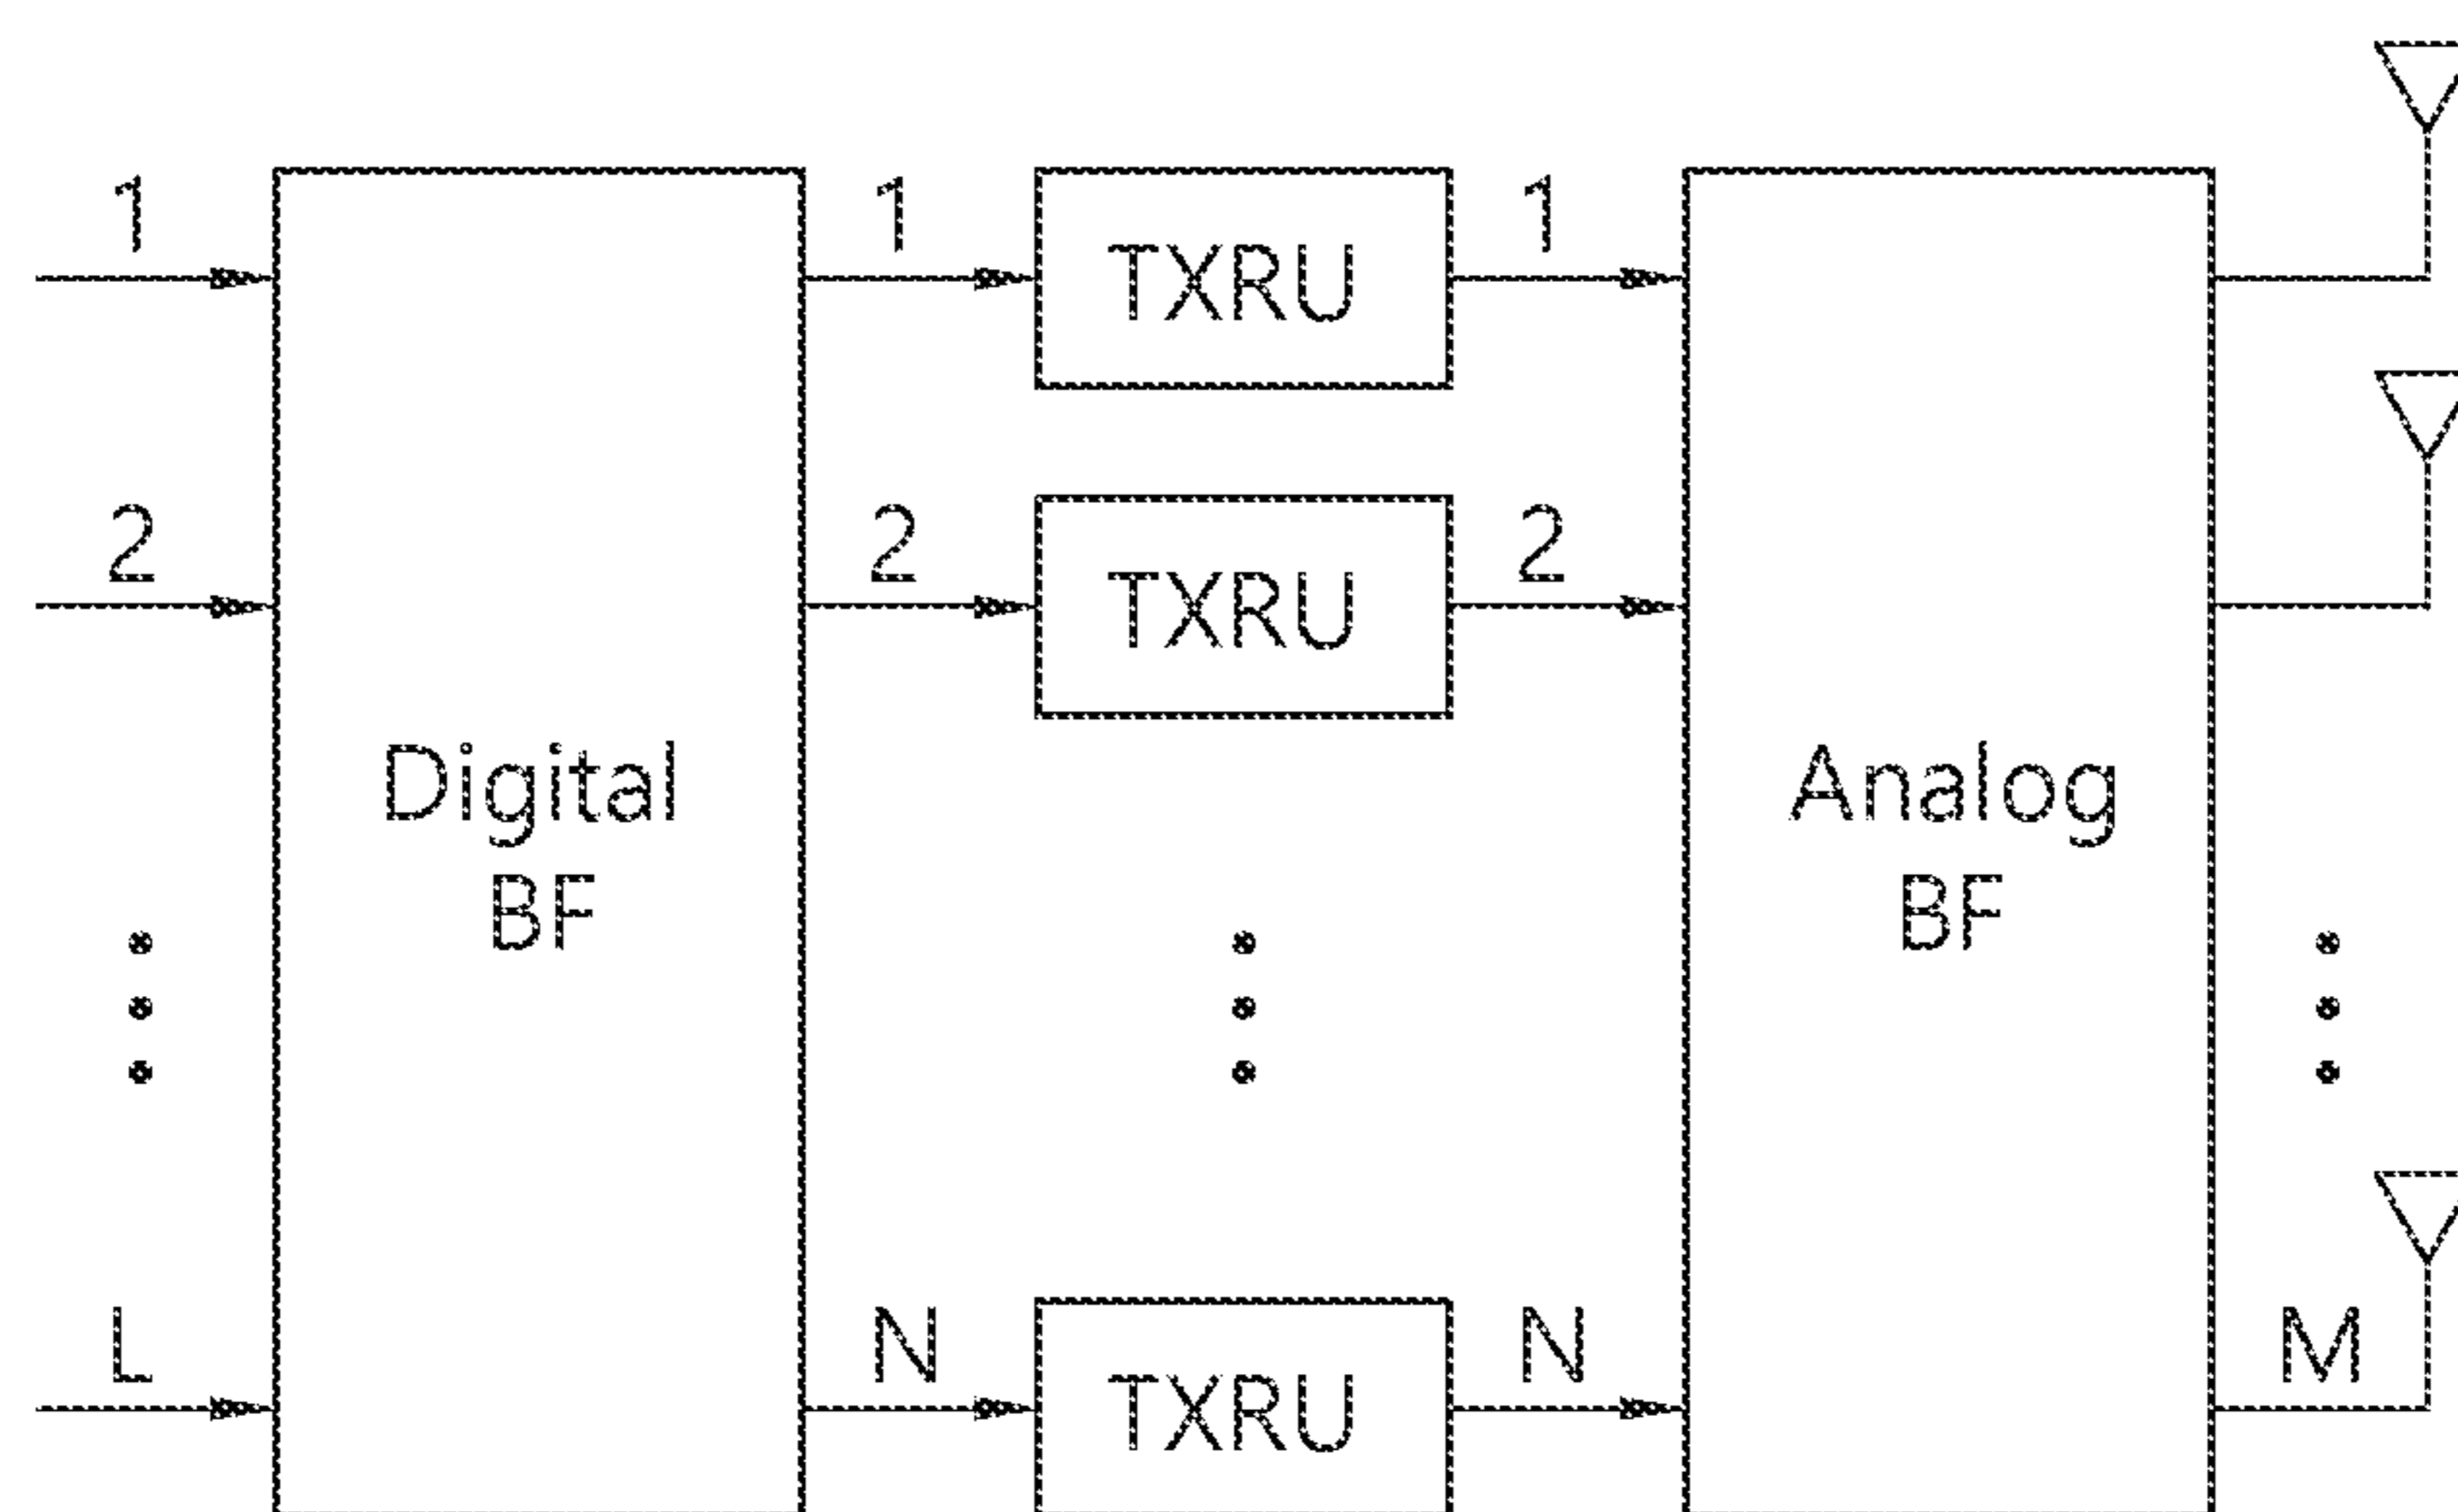 1 1 TXRU 1
2 2 TXRU 2
Digital
BF
Analog
BF
L N TXRU N M